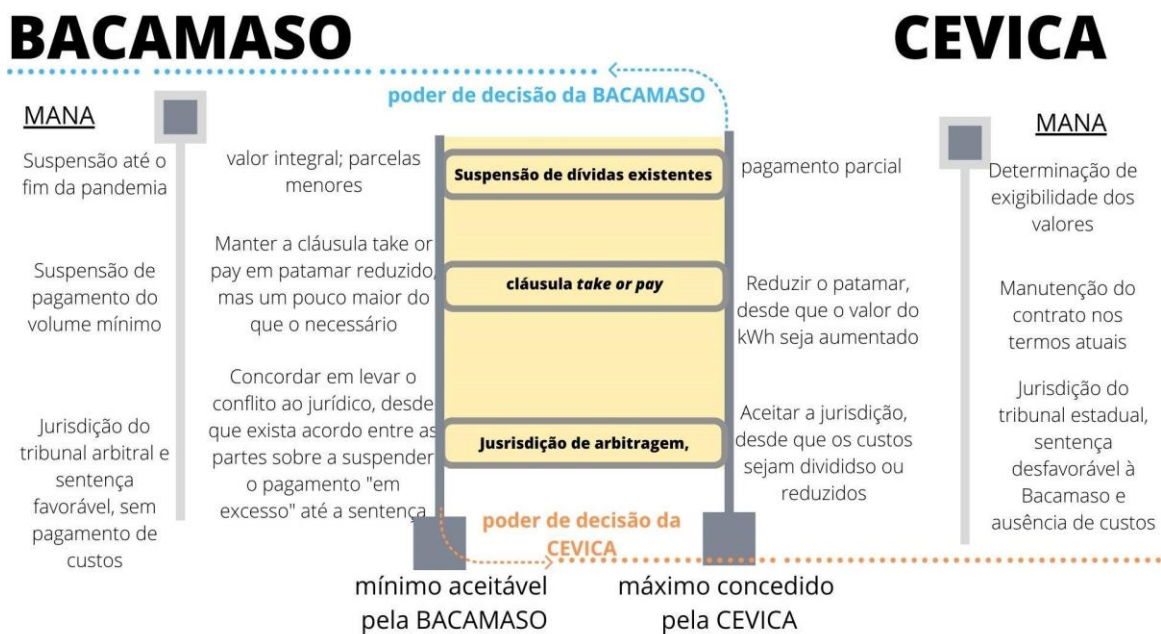 BACAMASO
CEVICA
poder de decisão da BACAMASO
MANA
Suspensão até o
fim da pandemia
Suspensão de
pagamento do
volume mínimo
Jurisdição do
tribunal arbitral e
sentença
favorável, sem
pagamento de
custos
valor integral; parcelas
menores
Manter a cláusula take or
pay em patamar reduzido,
mas um pouco maior do
que o necessário
Concordar em levar o
conflito ao jurídico, desde
que exista acordo entre as
partes sobre a suspender
o pagamento "em
excesso" até a sentença
Suspensão de dívidas existentes
cláusula take or pay
Jusrisdição de arbitragem,
pagamento parcial
Reduzir o patamar,
desde que o valor do
kWh seja aumentado
Aceitar a jurisdição,
desde que os custos
sejam dividídso ou
reduzidos
MANA
Determinação de
exigibilidade dos
valores
Manutenção do
contrato nos
termos atuais
Jurisdição do
tribunal estadual,
sentença
desfavorável à
Bacamaso e
ausência de custos
poder de decisão da
CEVICA
mínimo aceitável
pela BACAMASO
máximo concedido
pela CEVICA